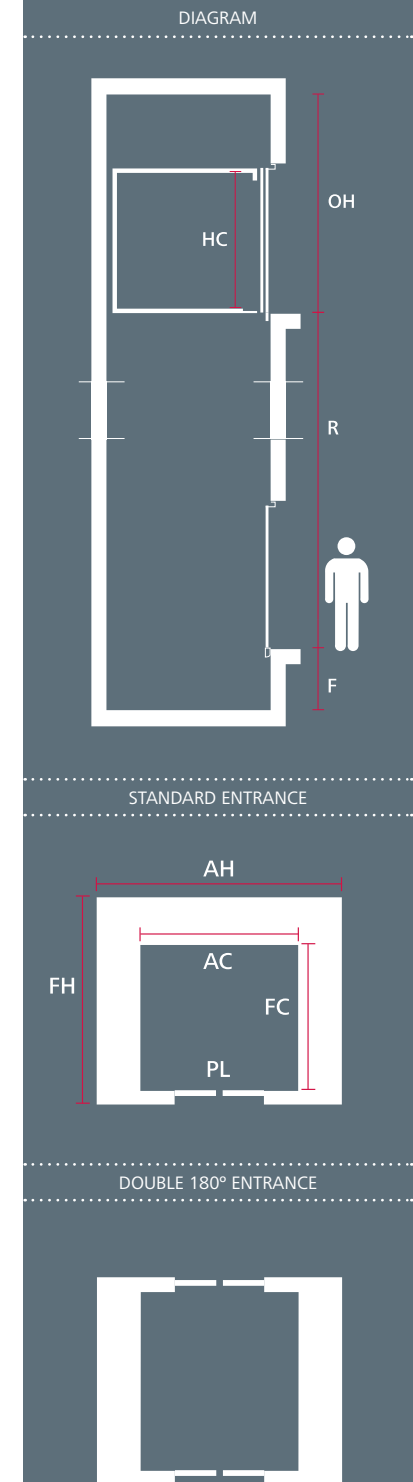 DIAGRAM
OH
HC
R
F
STANDARD ENTRANCE
AH
AC
FH
FC
PL
DOUBLE 180º ENTRANCE